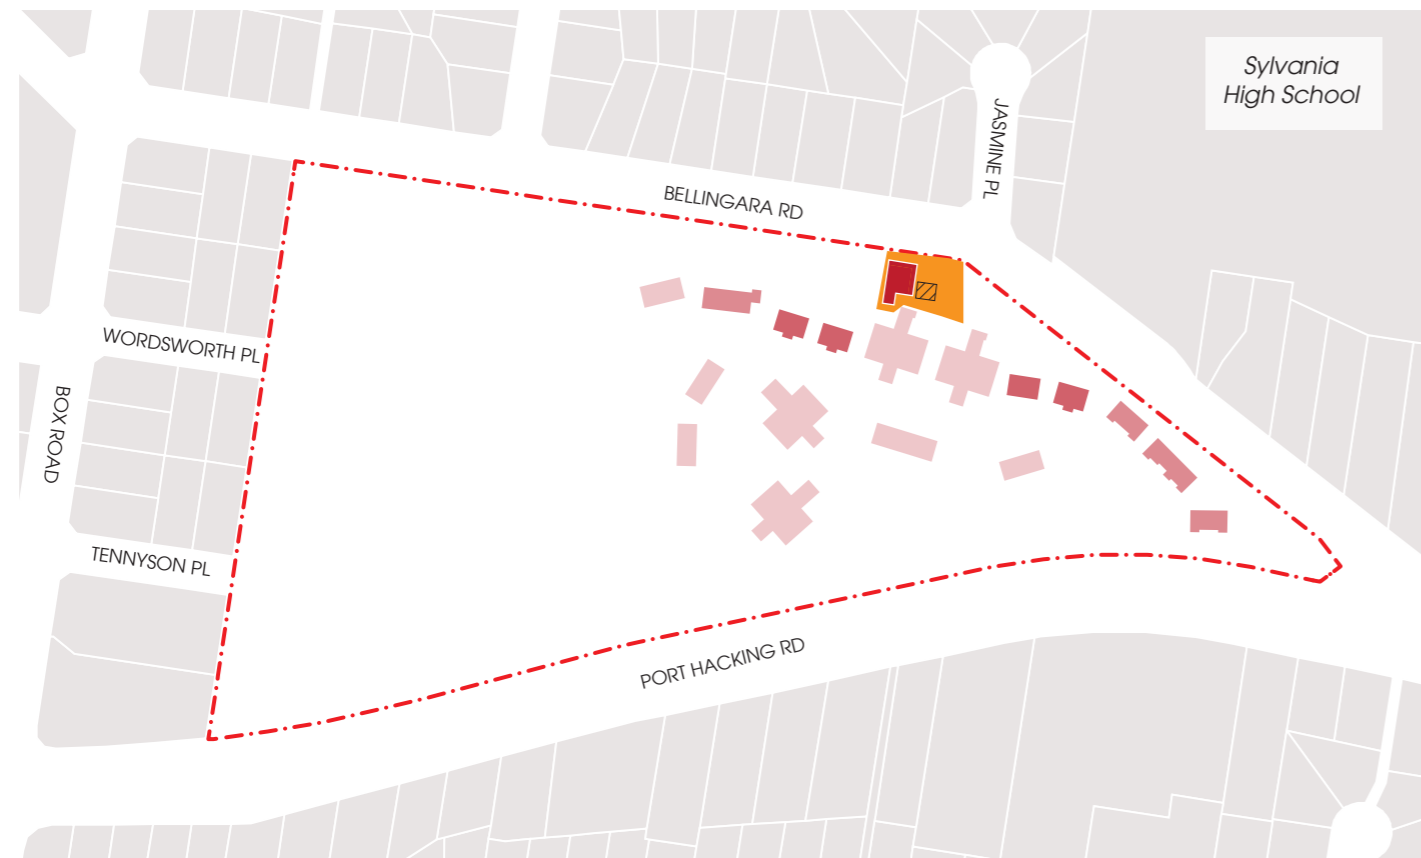 Sylvania
High School
JASMINE PL
BELLINGARA RD
WORDSWORTH PL
BOX ROAD
TENNYSON PL
PORT HACKING RD